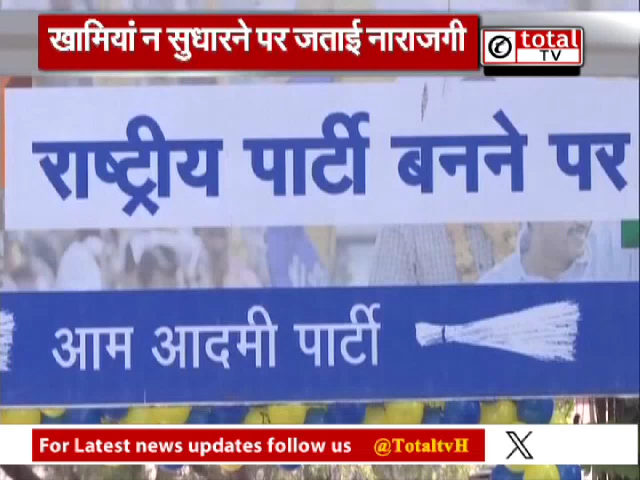 खामियां न सुधारने पर जताई नाराजगी
total
TV
राष्ट्रीय पार्टी बनने पर
आम आदमी पार्टी
For Latest news updates follow us @TotaltvH X